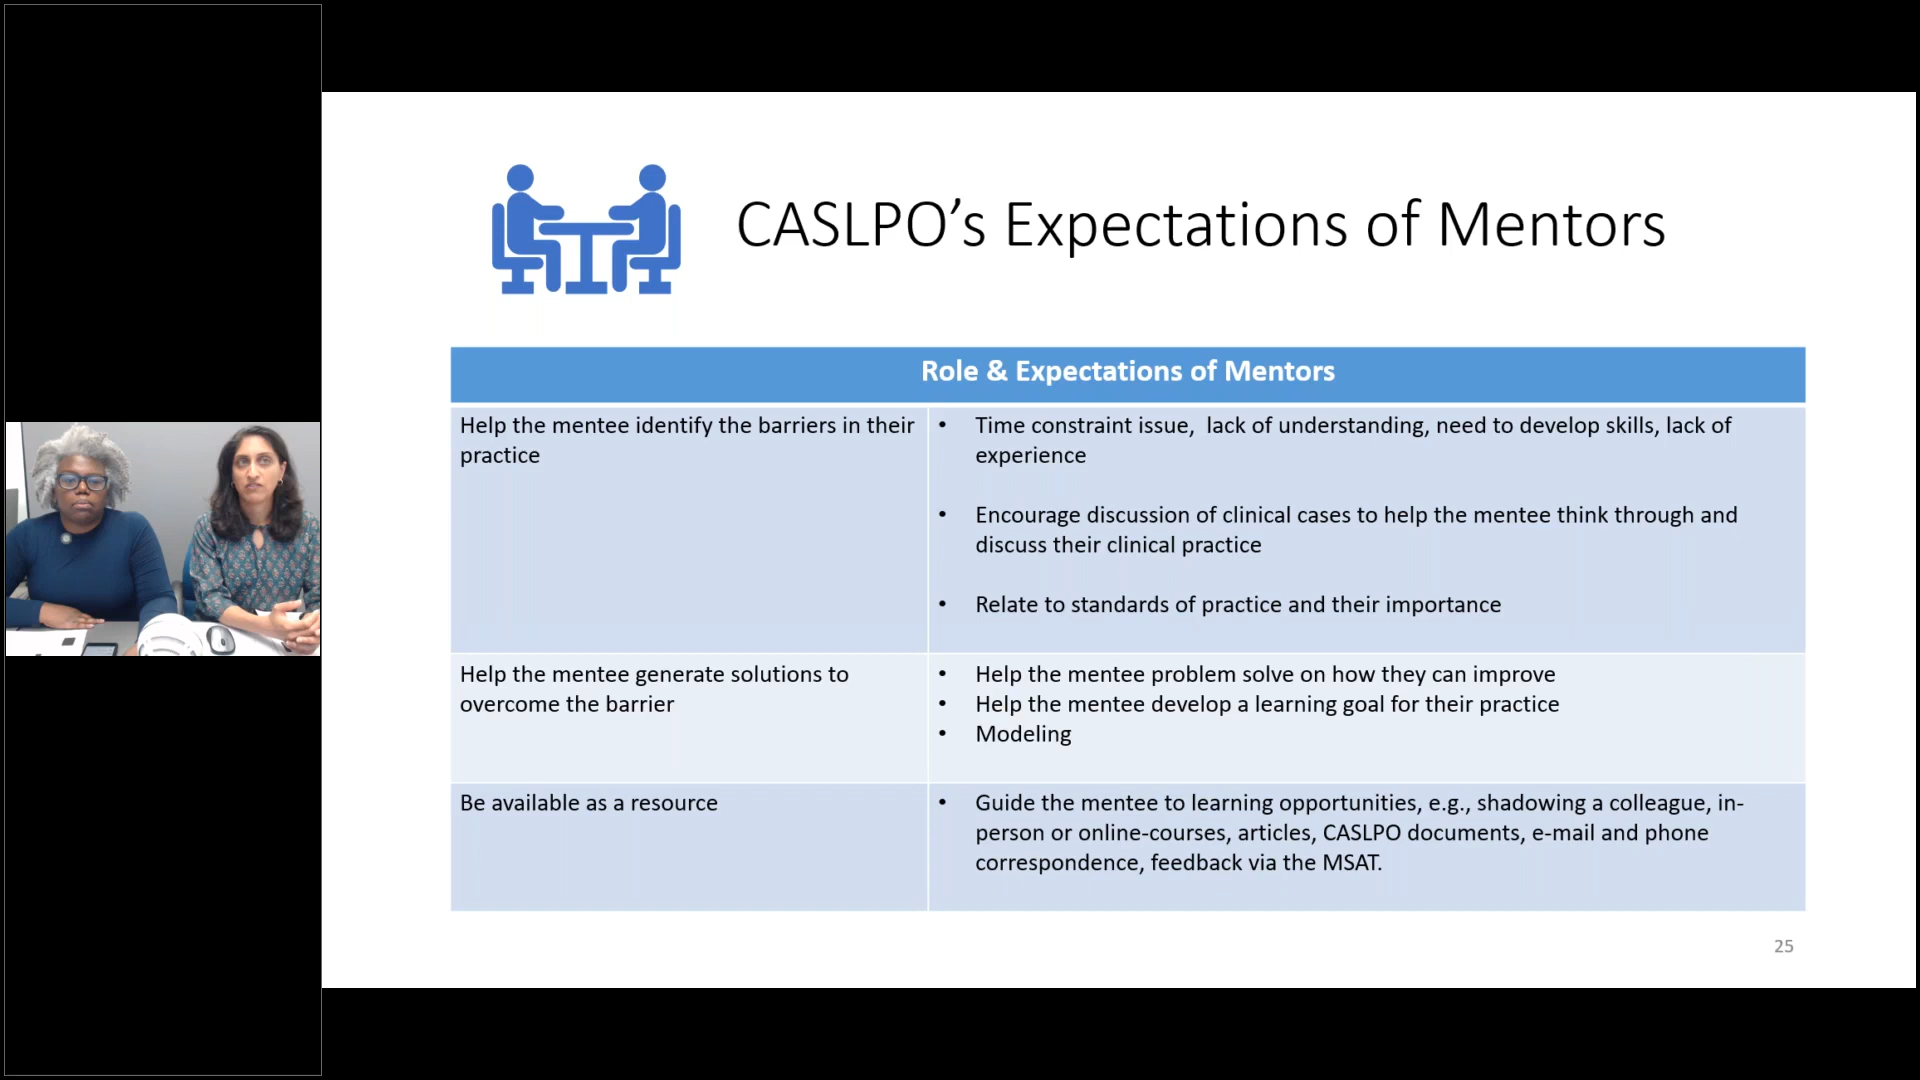 CASLPO’s Expectations of Mentors
Role & Expectations of Mentors
Help the mentee identify the barriers in their
practice
• Time constraint issue,  lack of understanding, need to develop skills, lack of
experience
• Encourage discussion of clinical cases to help the mentee think through and
discuss their clinical practice
• Relate to standards of practice and their importance
Help the mentee generate solutions to
overcome the barrier
• Help the mentee problem solve on how they can improve
• Help the mentee develop a learning goal for their practice
• Modeling
Be available as a resource
• Guide the mentee to learning opportunities, e.g., shadowing a colleague, in-
person or online-courses, articles, CASLPO documents, e-mail and phone
correspondence, feedback via the MSAT.
25